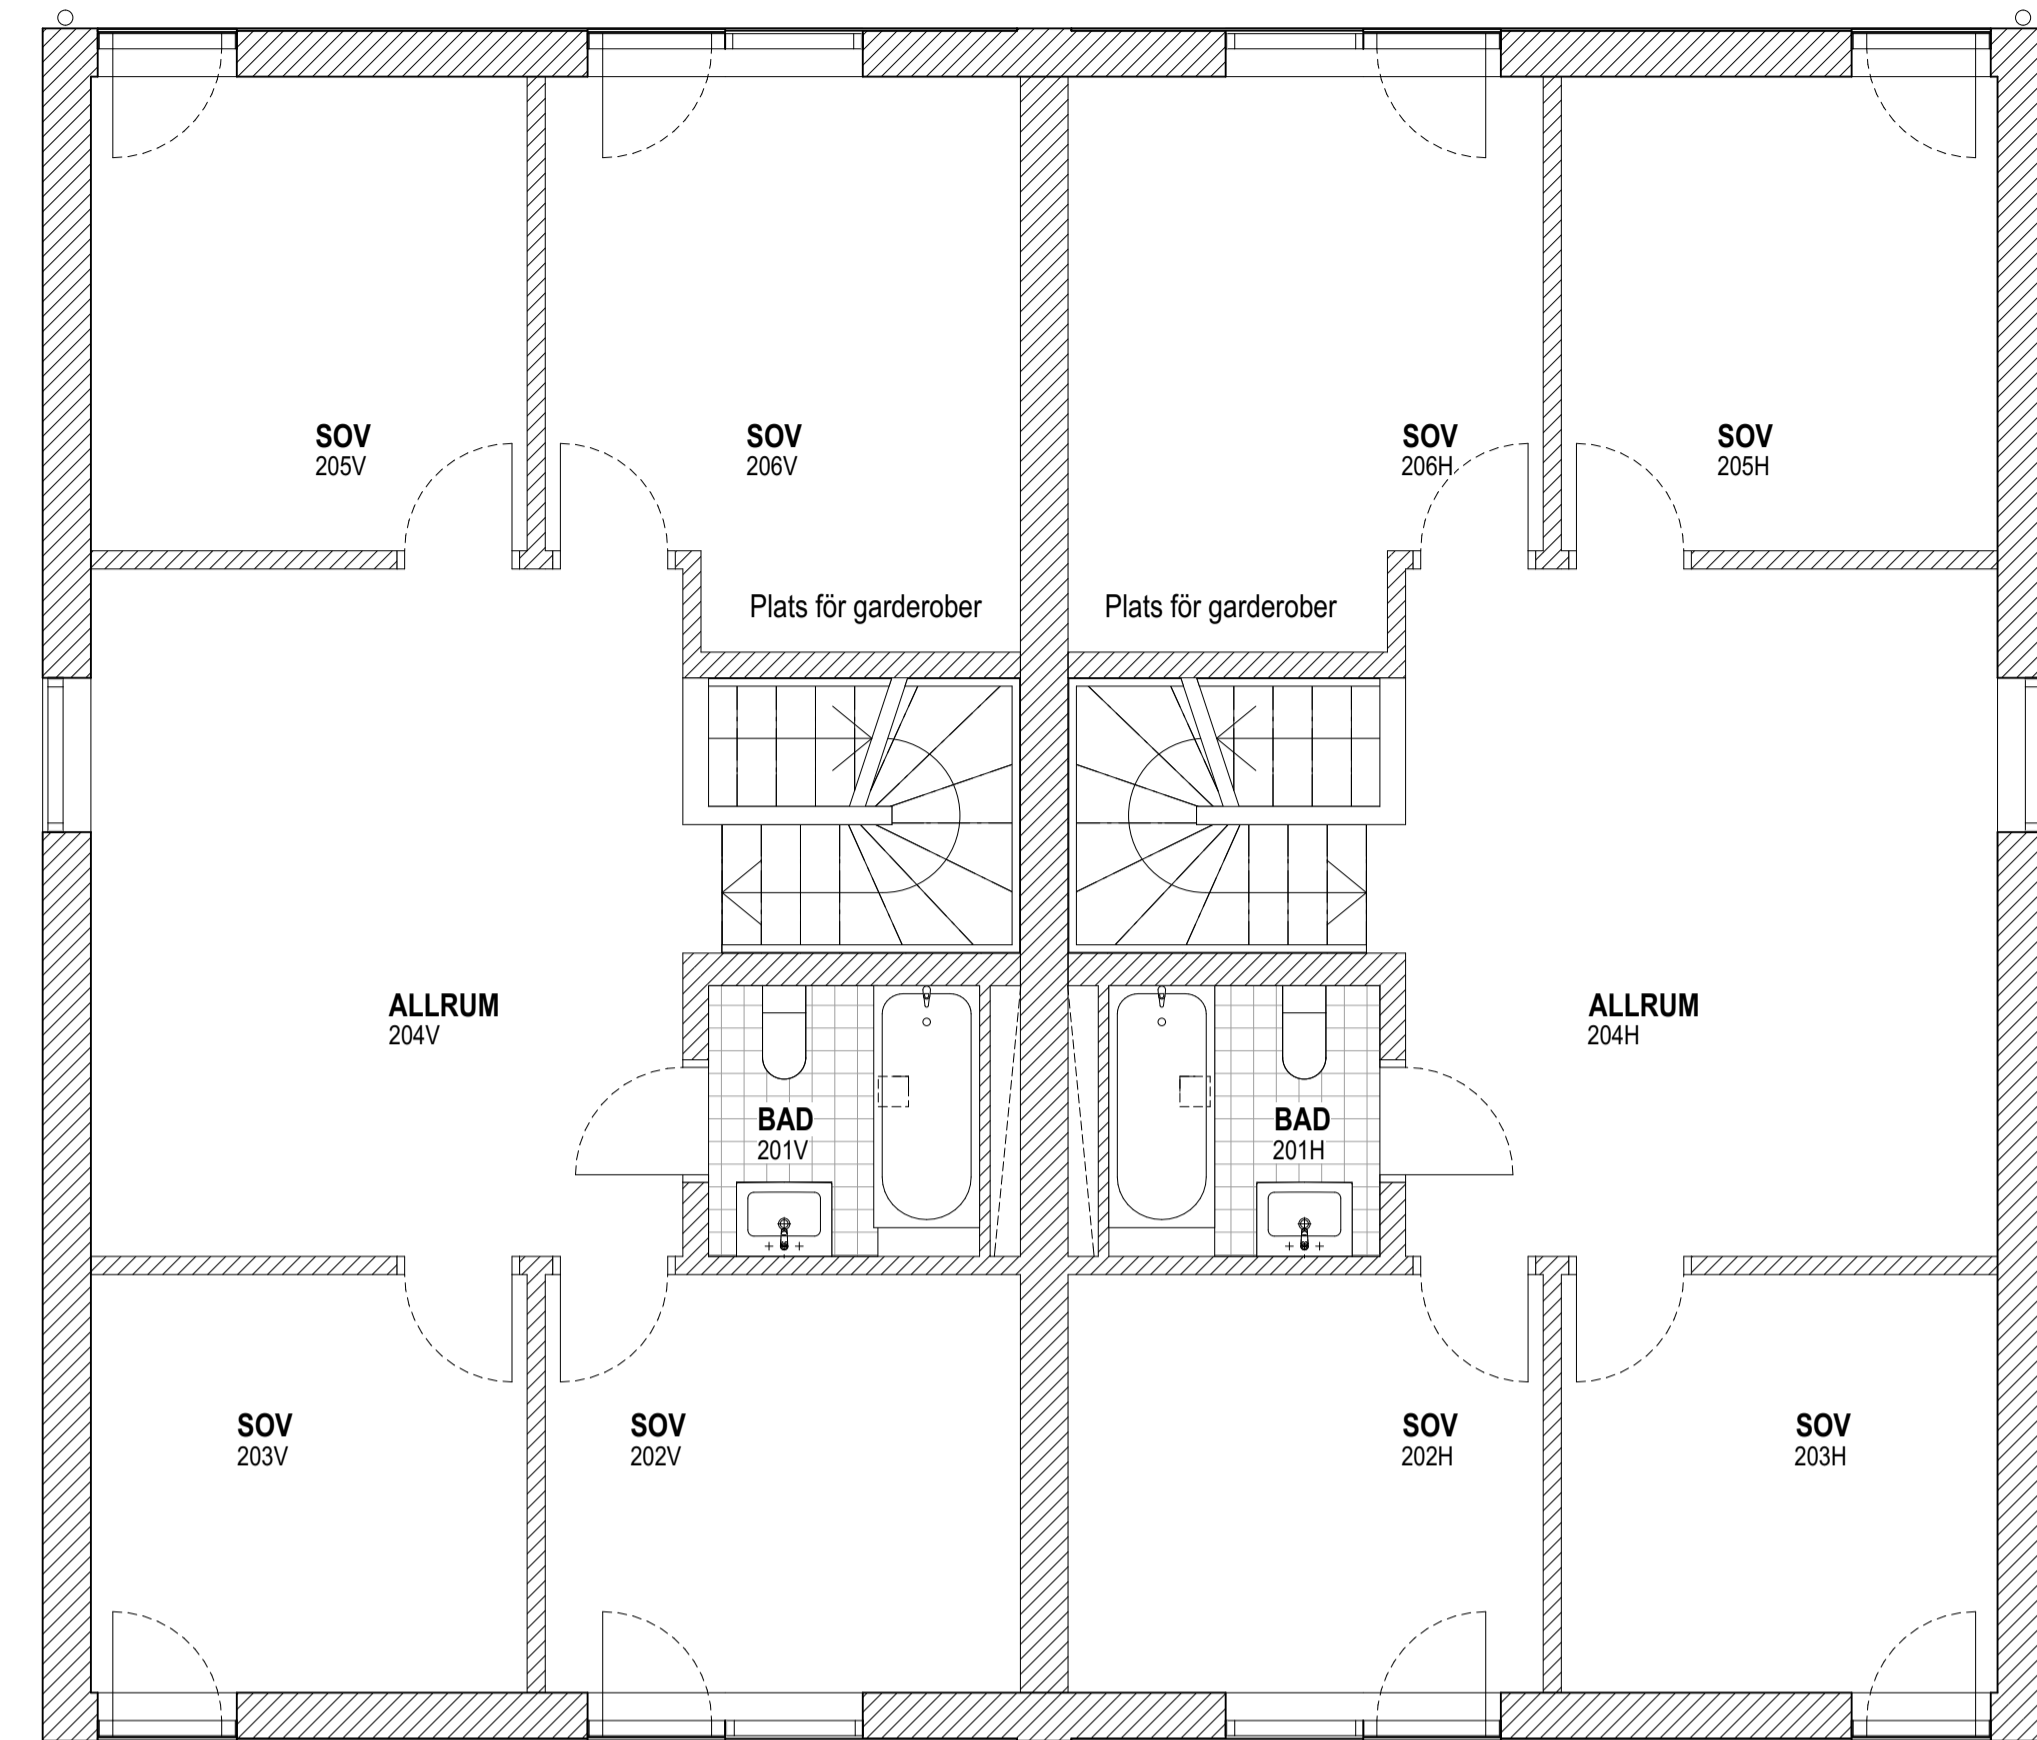 SOV
205V
SOV
206V
SOV
206H
SOV
205H
Plats för garderober
Plats för garderober
ALLRUM
204V
ALLRUM
204H
BAD
201V
BAD
201H
SOV
203V
SOV
202V
SOV
202H
SOV
203H